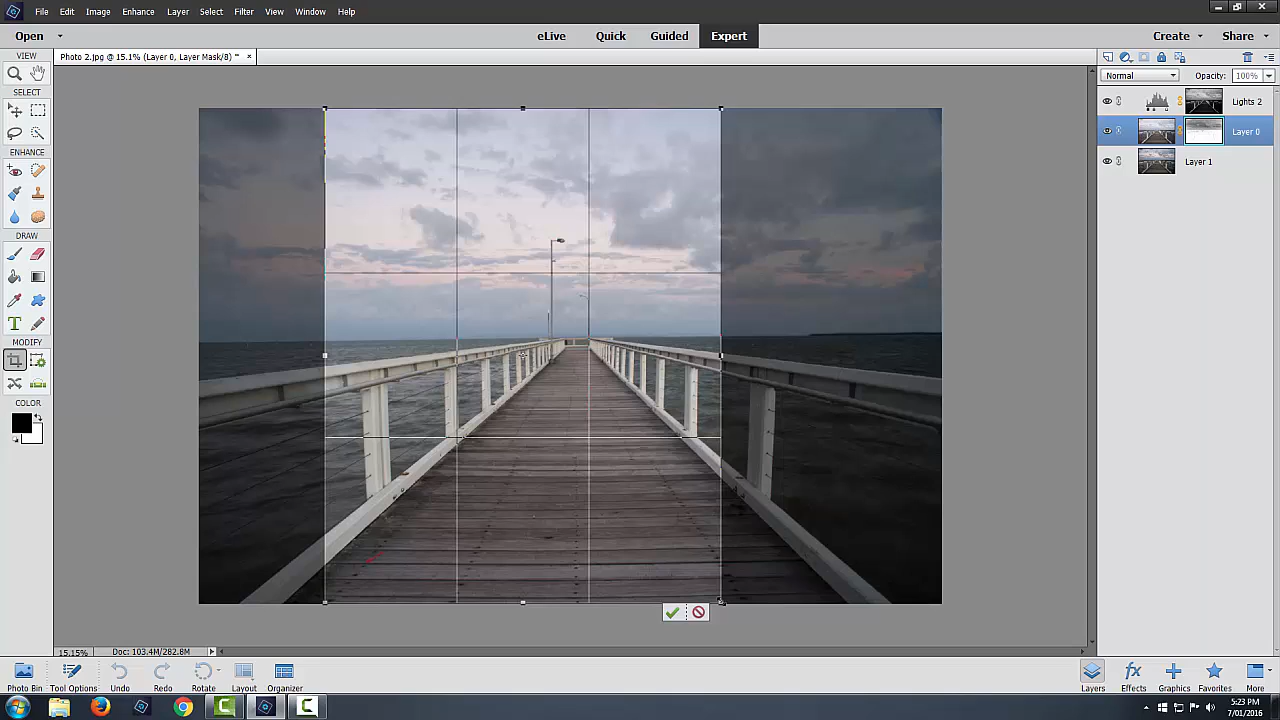 File Edit Image Enhance Layer Select Filter View Window Help
Open eLive Quick Guided Expert Create Share
VIEW Photo 2.jpg @ 15.1% (Layer 0, Layer Mask/8) * ×
Normal Opacity: 100%
SELECT
Lights 2
Layer 0
ENHANCE
Layer 1
DRAW
T
MODIFY
COLOR
15.15% Doc: 103.4M/282.8M
Photo Bin Tool Options Undo Redo Rotate Layout Organizer fx Layers Effects Graphics Favorites More
5:23 PM
7/01/2016